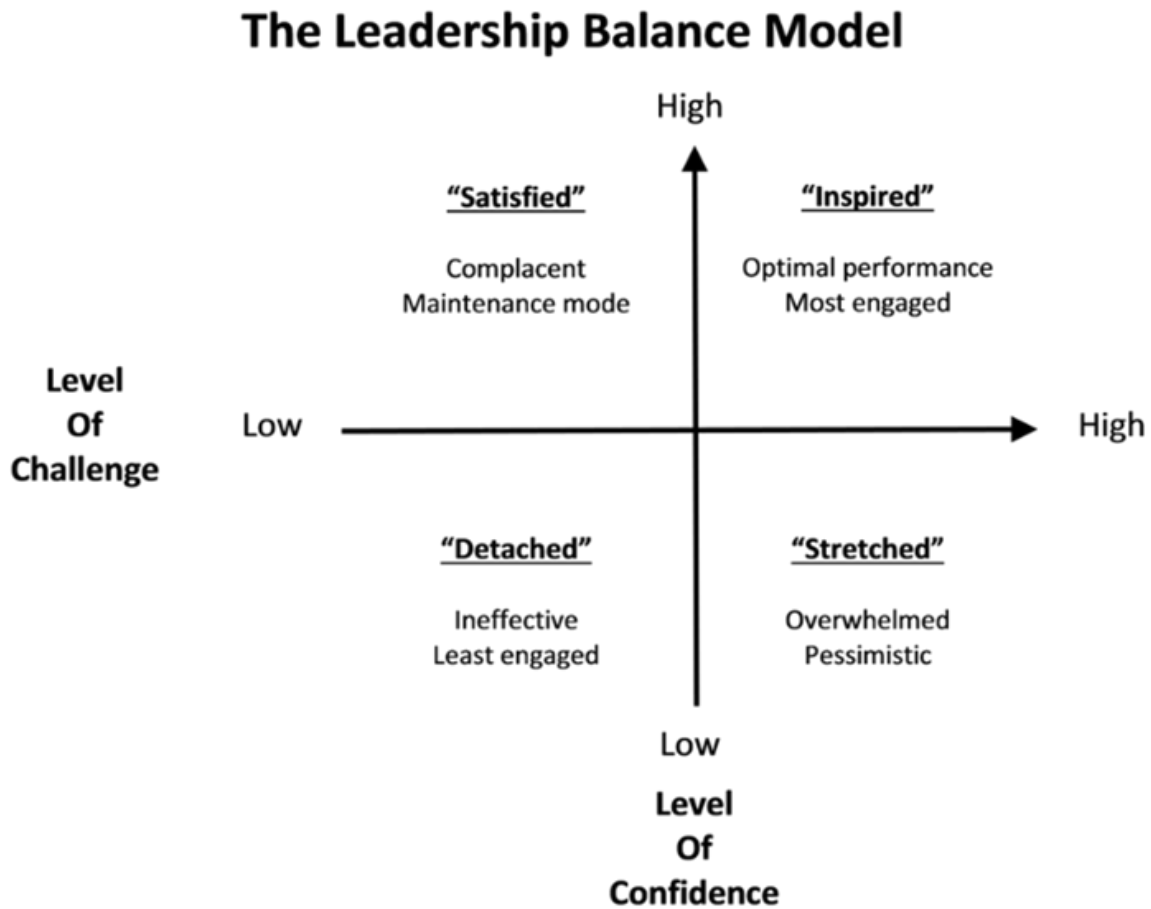 The Leadership Balance Model
High
“Satisfied”
Complacent
Maintenance mode
“Inspired”
Optimal performance
Most engaged
Level
Of
Challenge
Low
High
“Detached”
Ineffective
Least engaged
“Stretched”
Overwhelmed
Pessimistic
Low
Level
Of
Confidence